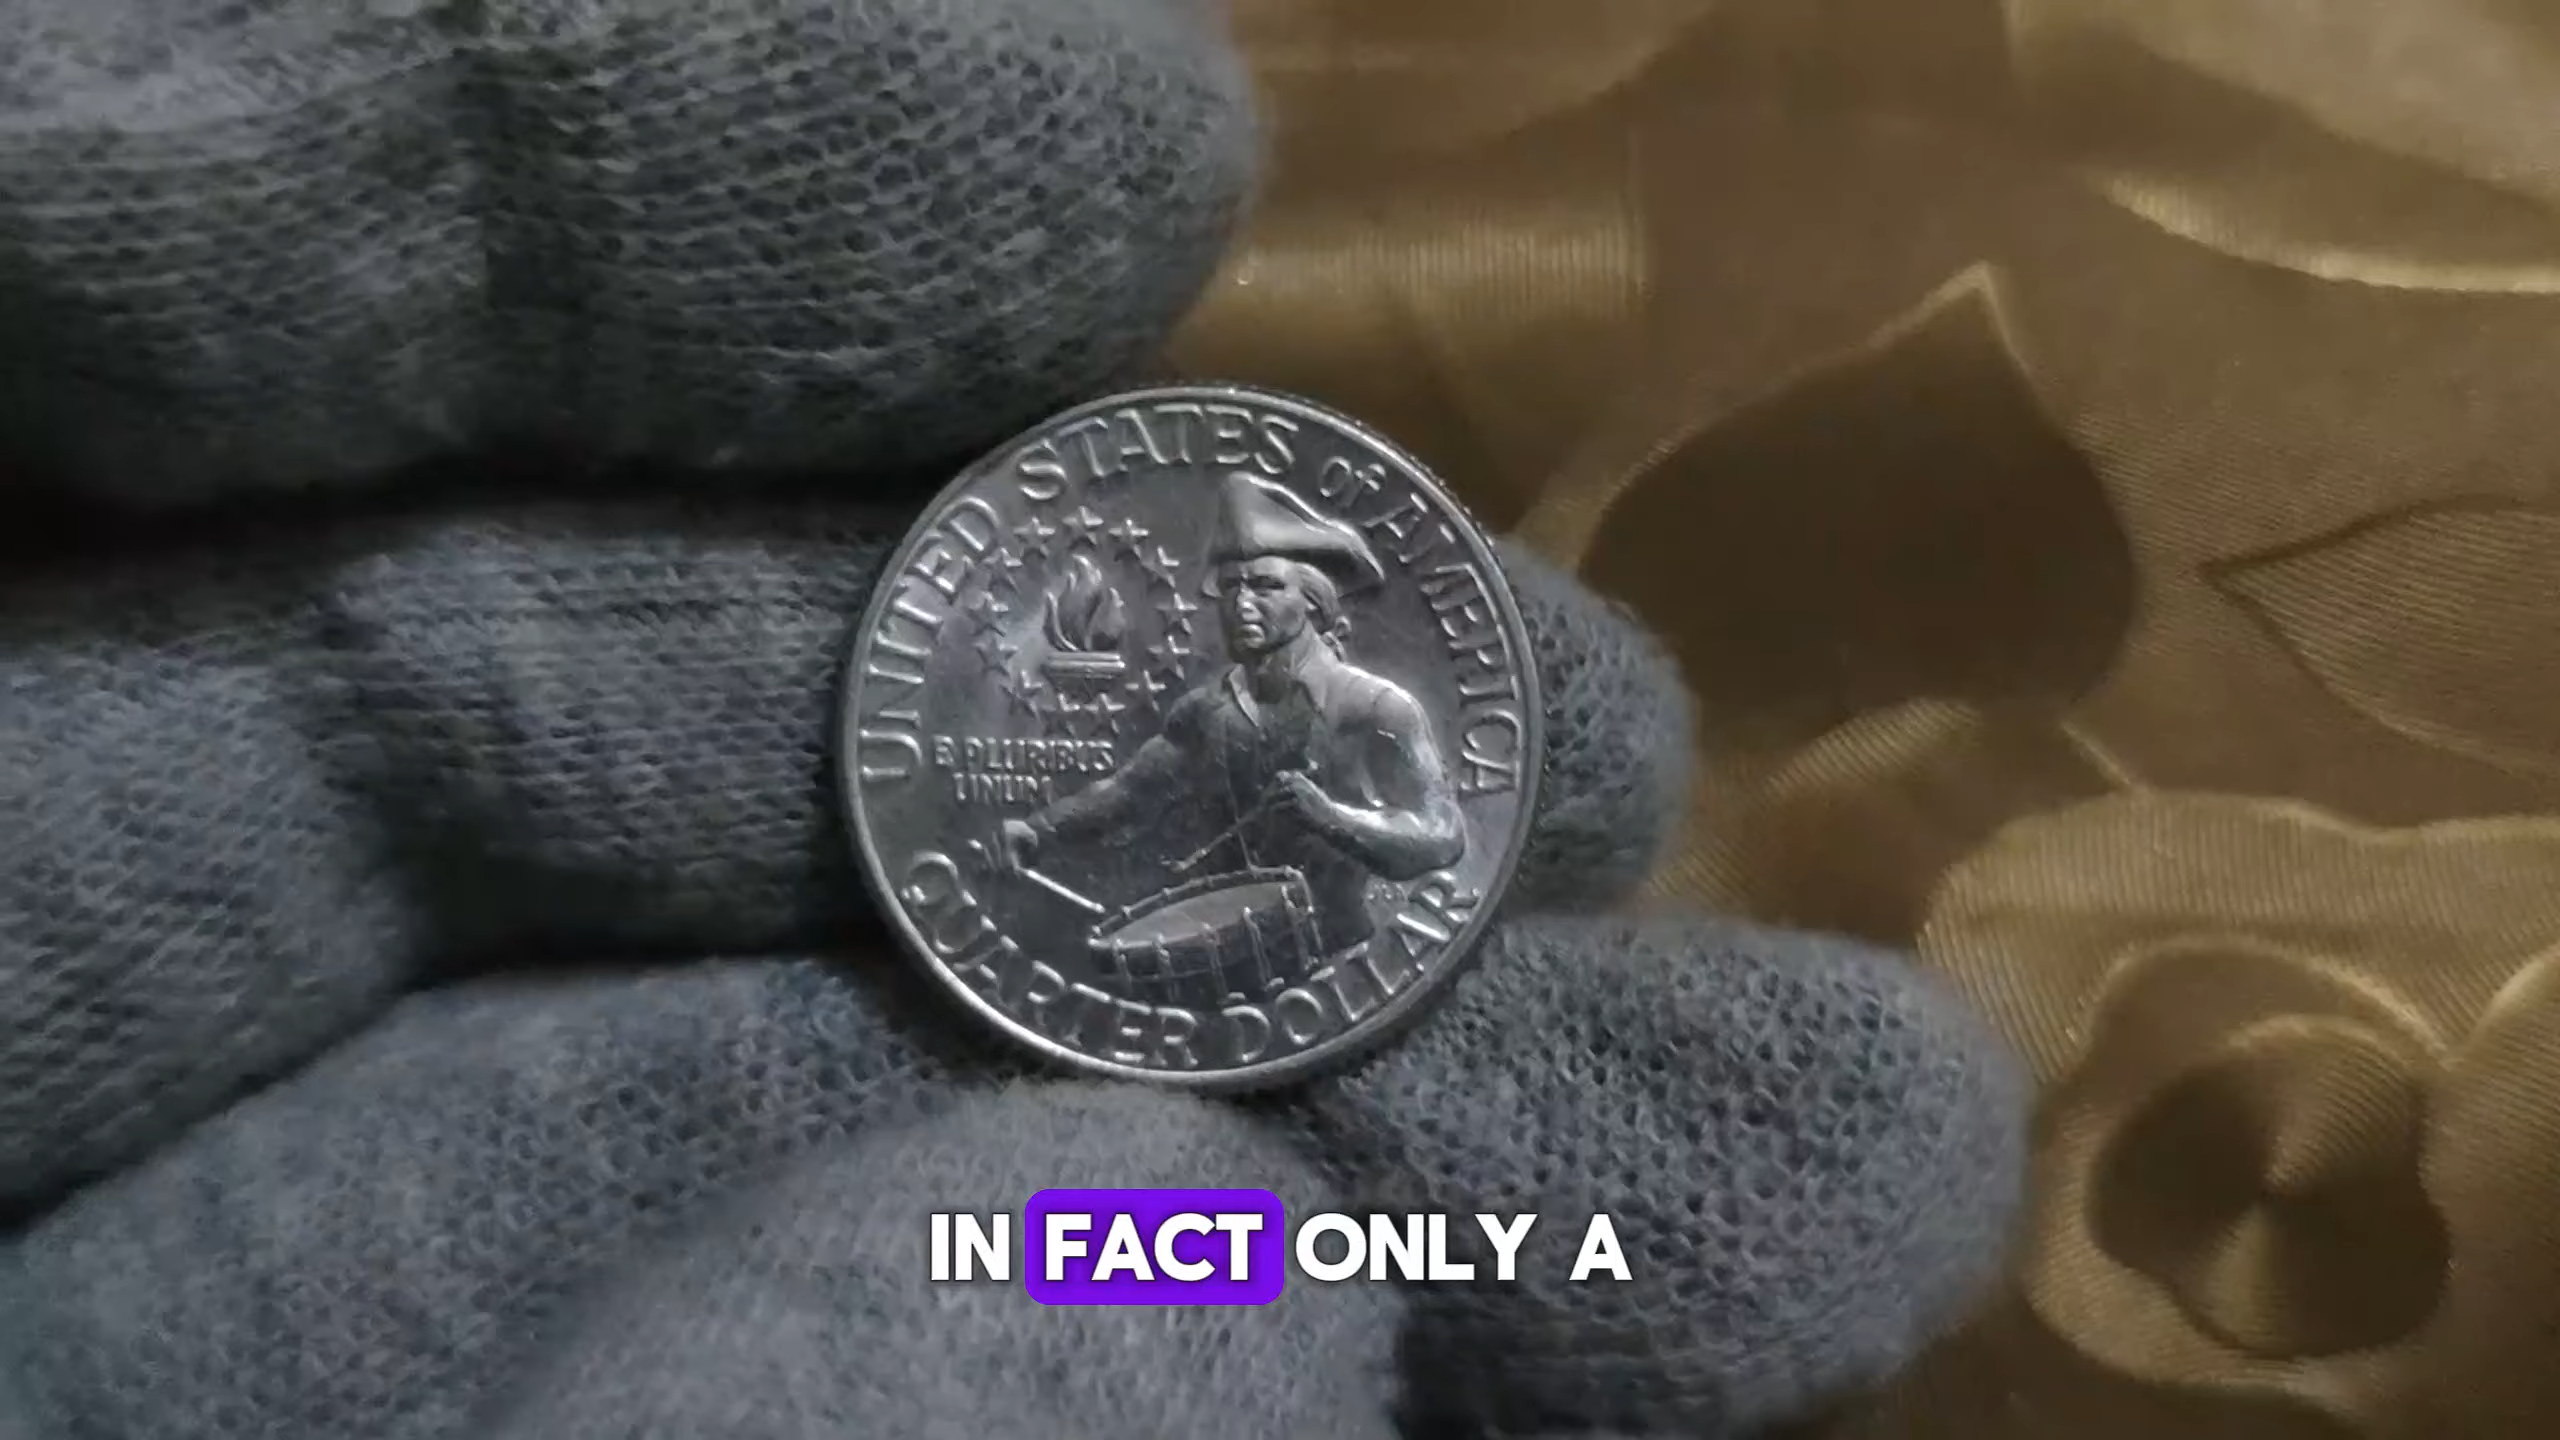 UNITED STATES of AMERICA
E PLURIBUS
UNUM
QUARTER DOLLAR
IN FACT ONLY A